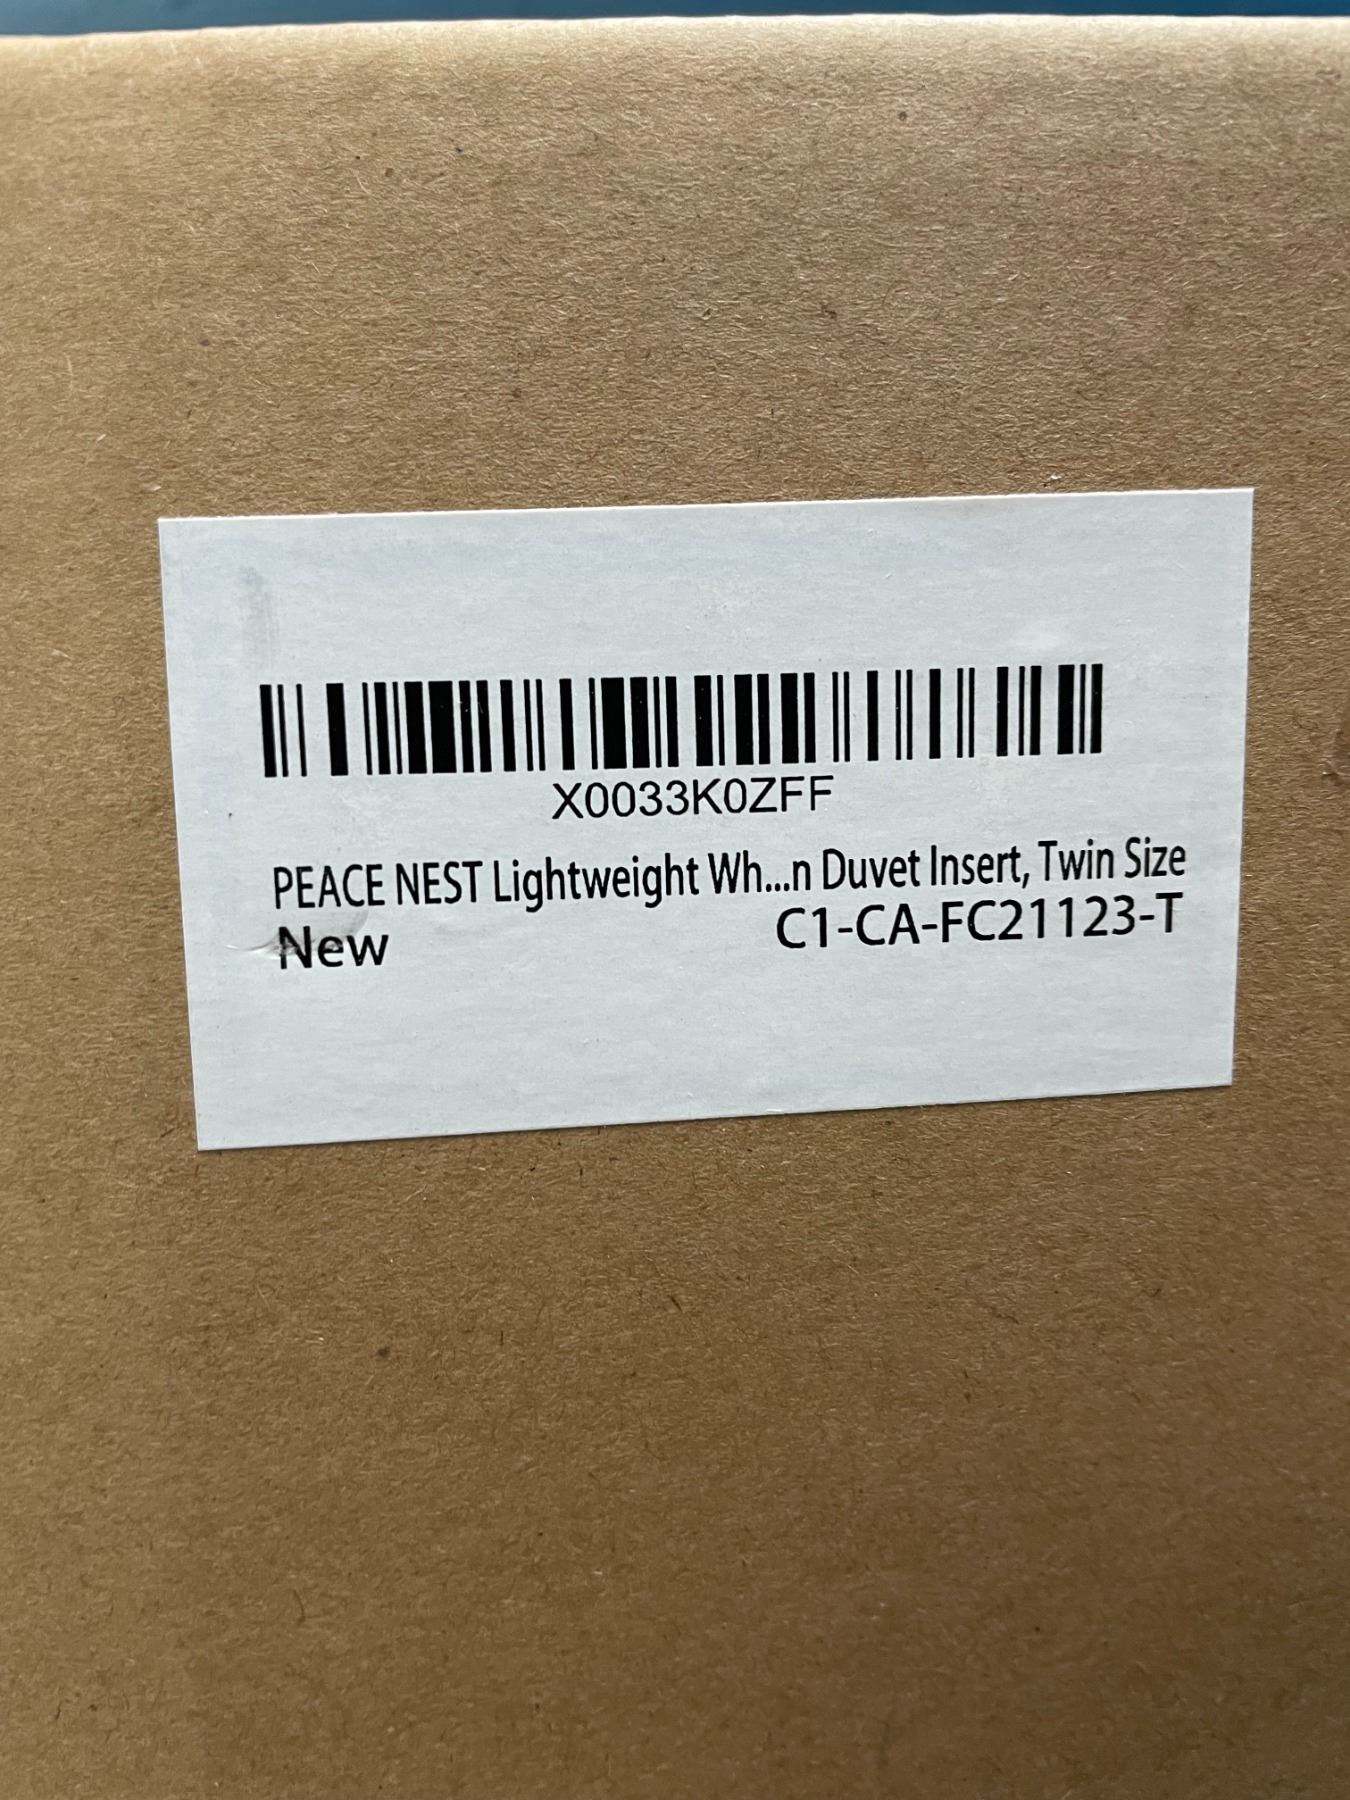 X0033K0ZFF
PEACE NEST Lightweight Wh...n Duvet Insert, Twin Size
New C1-CA-FC21123-T